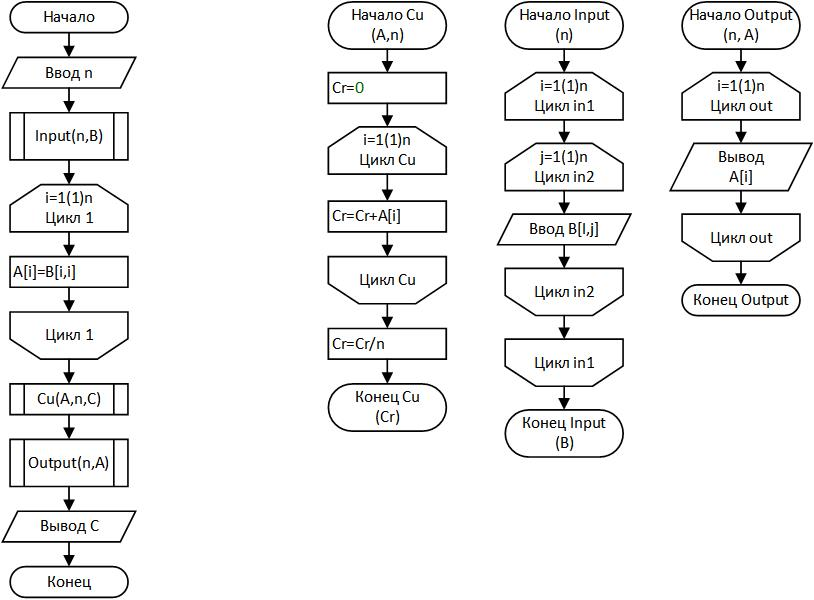 Начало
Ввод n
Input(n,B)
i=1(1)n
Цикл 1
A[i]=B[i,i]
Цикл 1
Cu(A,n,C)
Output(n,A)
Вывод C
Конец
Начало Cu
(A,n)
Cr=0
i=1(1)n
Цикл Cu
Cr=Cr+A[i]
Цикл Cu
Cr=Cr/n
Конец Cu
(Cr)
Начало Input
(n)
i=1(1)n
Цикл in1
j=1(1)n
Цикл in2
Ввод B[I,j]
Цикл in2
Цикл in1
Конец Input
(B)
Начало Output
(n, A)
i=1(1)n
Цикл out
Вывод
A[i]
Цикл out
Конец Output